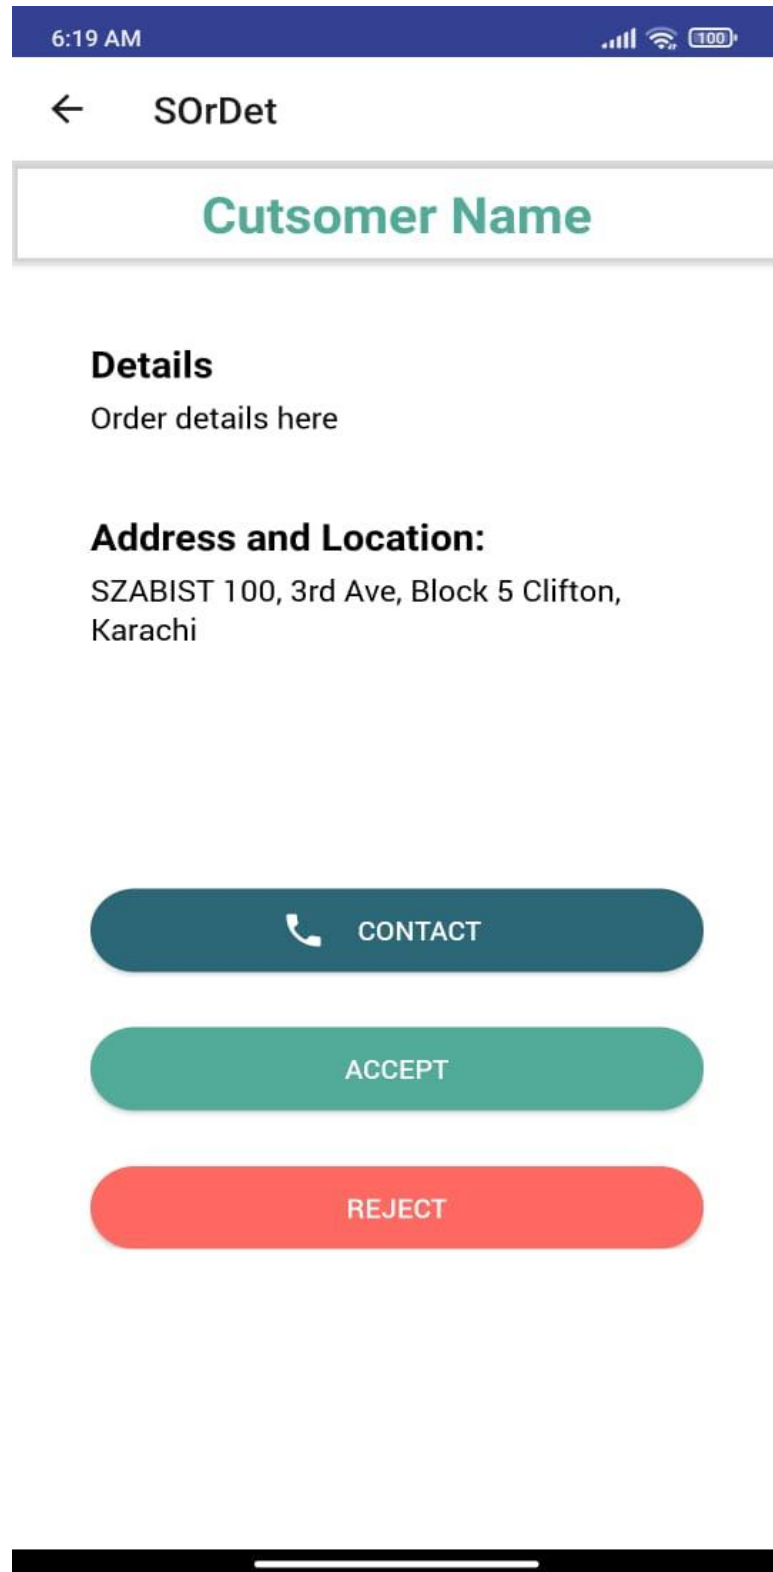 6:19 AM
100
SOrDet
Cutsomer Name
Details
Order details here
Address and Location:
SZABIST 100, 3rd Ave, Block 5 Clifton,
Karachi
CONTACT
ACCEPT
REJECT